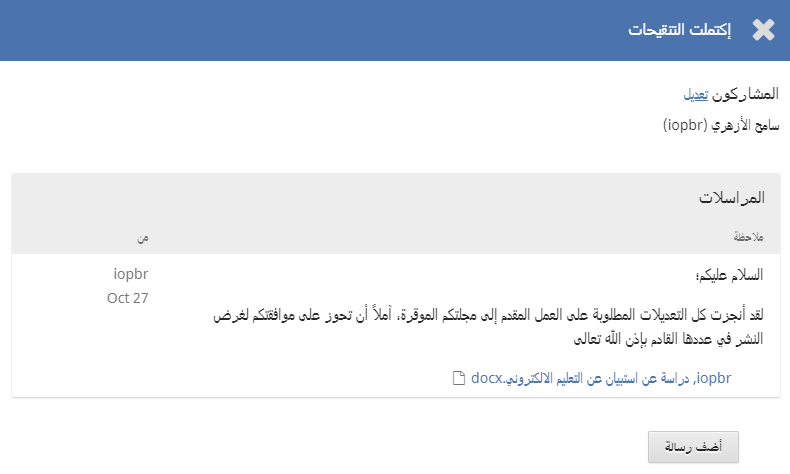 إكتملت التنقيحات
المشاركون تعديل
سامح الأزهري (iopbr)
المراسلات
ملاحظة من
السلام عليكم؛ iopbr
Oct 27
لقد أنجزت كل التعديلات المطلوبة على العمل المقدم إلى مجلتكم الموقرة، آملاً أن تحوز على موافقتكم لغرض
النشر في عددها القادم بإذن الله تعالى
iopbr, دراسة عن استبيان عن التعليم الالكتروني.docx
أضف رسالة